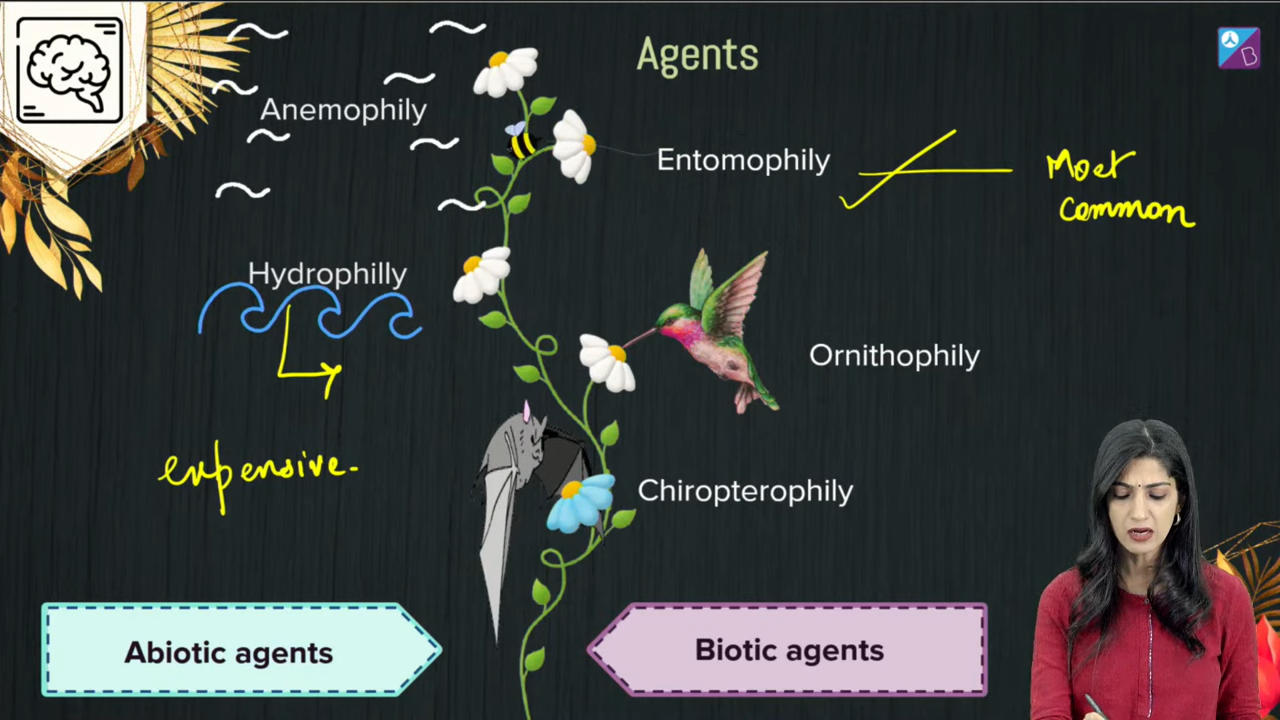 Agents
Anemophily
Entomophily
Most
common
Hydrophilly
Ornithophily
expensive.
Chiropterophily
Abiotic agents
Biotic agents
B